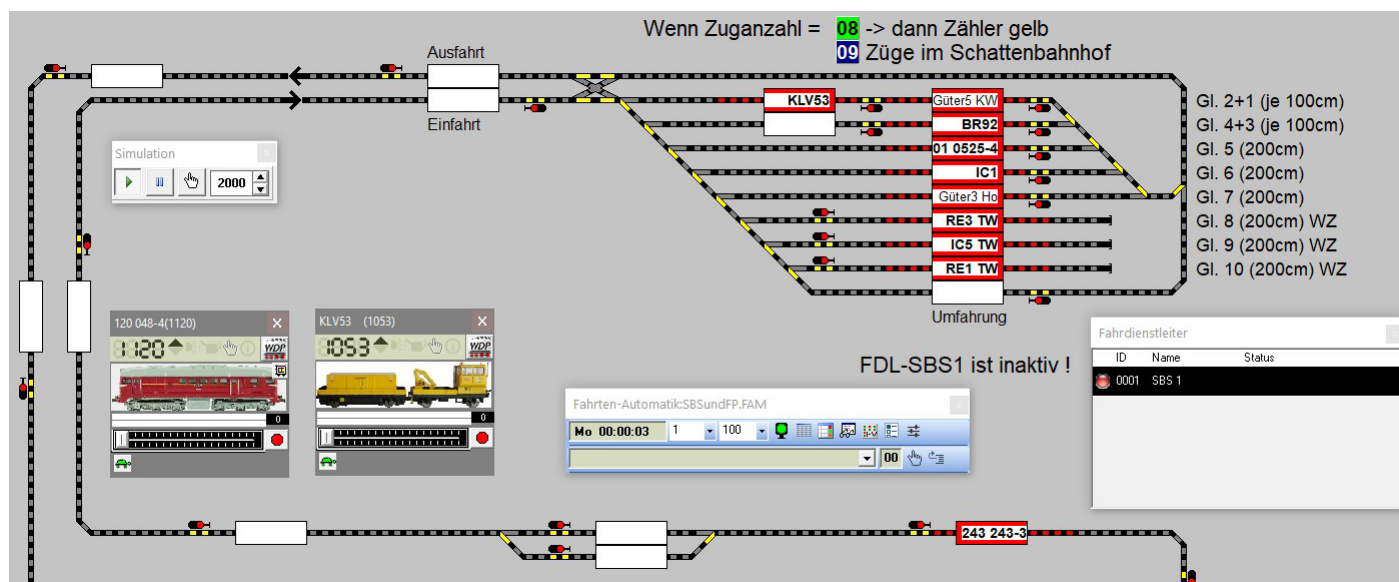 Wenn Zuganzahl = 08 -> dann Zähler gelb
09 Züge im Schattenbahnhof
Ausfahrt
Einfahrt
KLV53
Güter5 KW
Gl. 2+1 (je 100cm)
BR92
Gl. 4+3 (je 100cm)
01 0525-4
Gl. 5 (200cm)
IC1
Gl. 6 (200cm)
Güter3 Ho
Gl. 7 (200cm)
RE3 TW
Gl. 8 (200cm) WZ
IC5 TW
Gl. 9 (200cm) WZ
RE1 TW
Gl. 10 (200cm) WZ
Umfahrung
Simulation
2000
120 048-4(1120)
1120
WDP
0
KLV53 (1053)
1053
WDP
0
FDL-SBS1 ist inaktiv !
Fahrten-Automatik:SBSundFP.FAM
Mo 00:00:03 1 100
00
Fahrdienstleiter
ID Name Status
0001 SBS 1
243 243-3